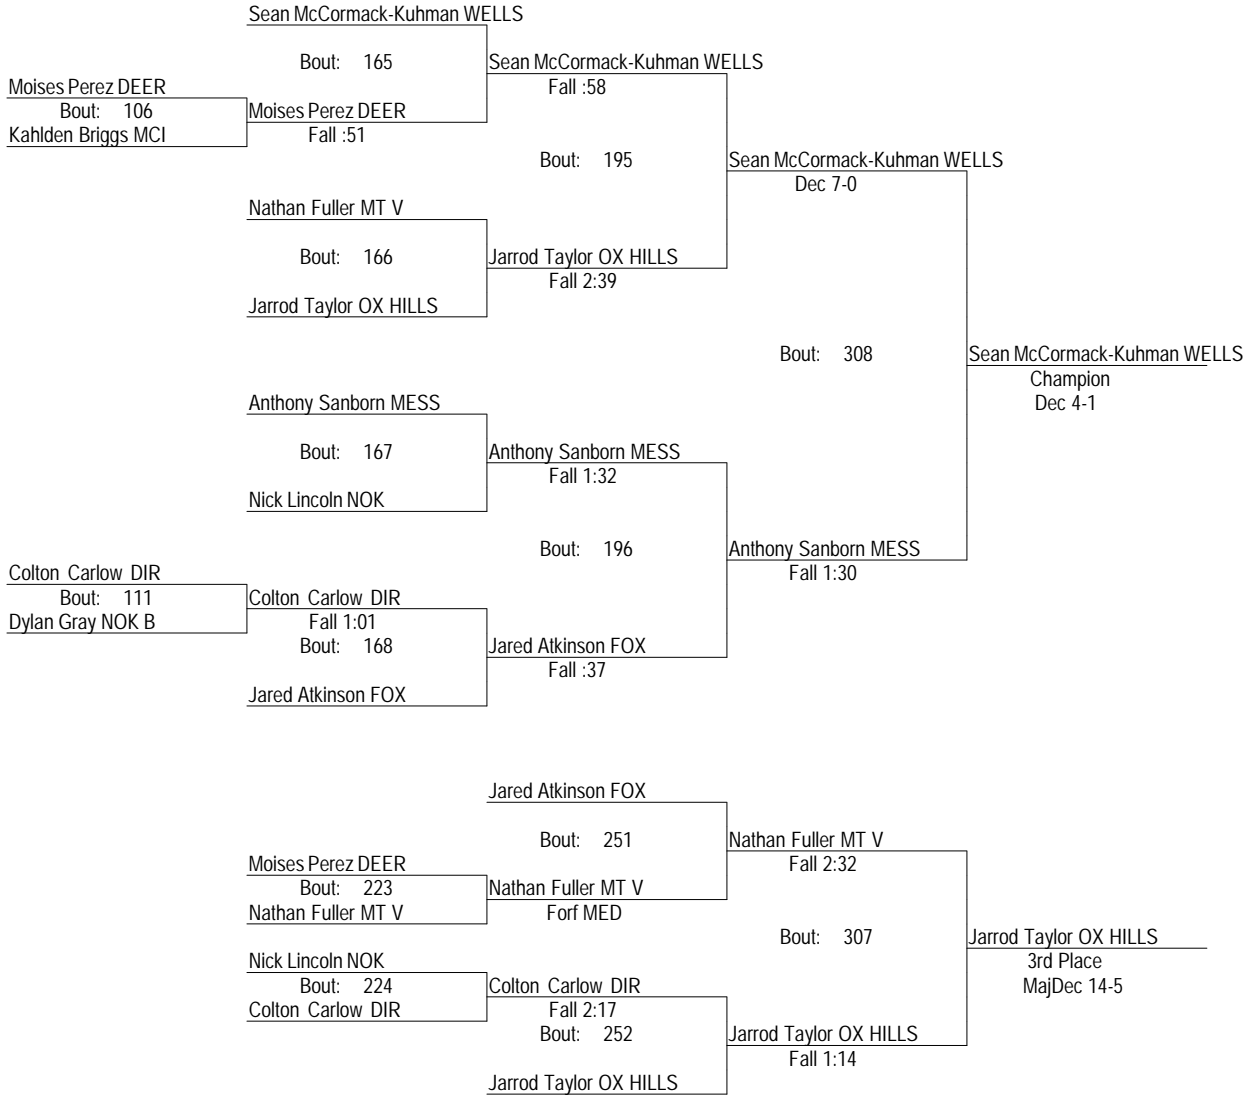 Sean McCormack-Kuhman WELLS
Bout: 165
Sean McCormack-Kuhman WELLS
Fall :58
Moises Perez DEER
Bout: 106
Kahlden Briggs MCI
Moises Perez DEER
Fall :51
Bout: 195
Sean McCormack-Kuhman WELLS
Dec 7-0
Nathan Fuller MT V
Bout: 166
Jarrod Taylor OX HILLS
Fall 2:39
Jarrod Taylor OX HILLS
Bout: 308
Sean McCormack-Kuhman WELLS
Champion
Dec 4-1
Anthony Sanborn MESS
Bout: 167
Anthony Sanborn MESS
Fall 1:32
Nick Lincoln NOK
Bout: 196
Anthony Sanborn MESS
Fall 1:30
Colton Carlow DIR
Bout: 111
Dylan Gray NOK B
Colton Carlow DIR
Fall 1:01
Bout: 168
Jared Atkinson FOX
Fall :37
Jared Atkinson FOX
Jared Atkinson FOX
Bout: 251
Nathan Fuller MT V
Fall 2:32
Moises Perez DEER
Bout: 223
Nathan Fuller MT V
Nathan Fuller MT V
Forf MED
Bout: 307
Jarrod Taylor OX HILLS
3rd Place
MajDec 14-5
Nick Lincoln NOK
Bout: 224
Colton Carlow DIR
Colton Carlow DIR
Fall 2:17
Bout: 252
Jarrod Taylor OX HILLS
Fall 1:14
Jarrod Taylor OX HILLS